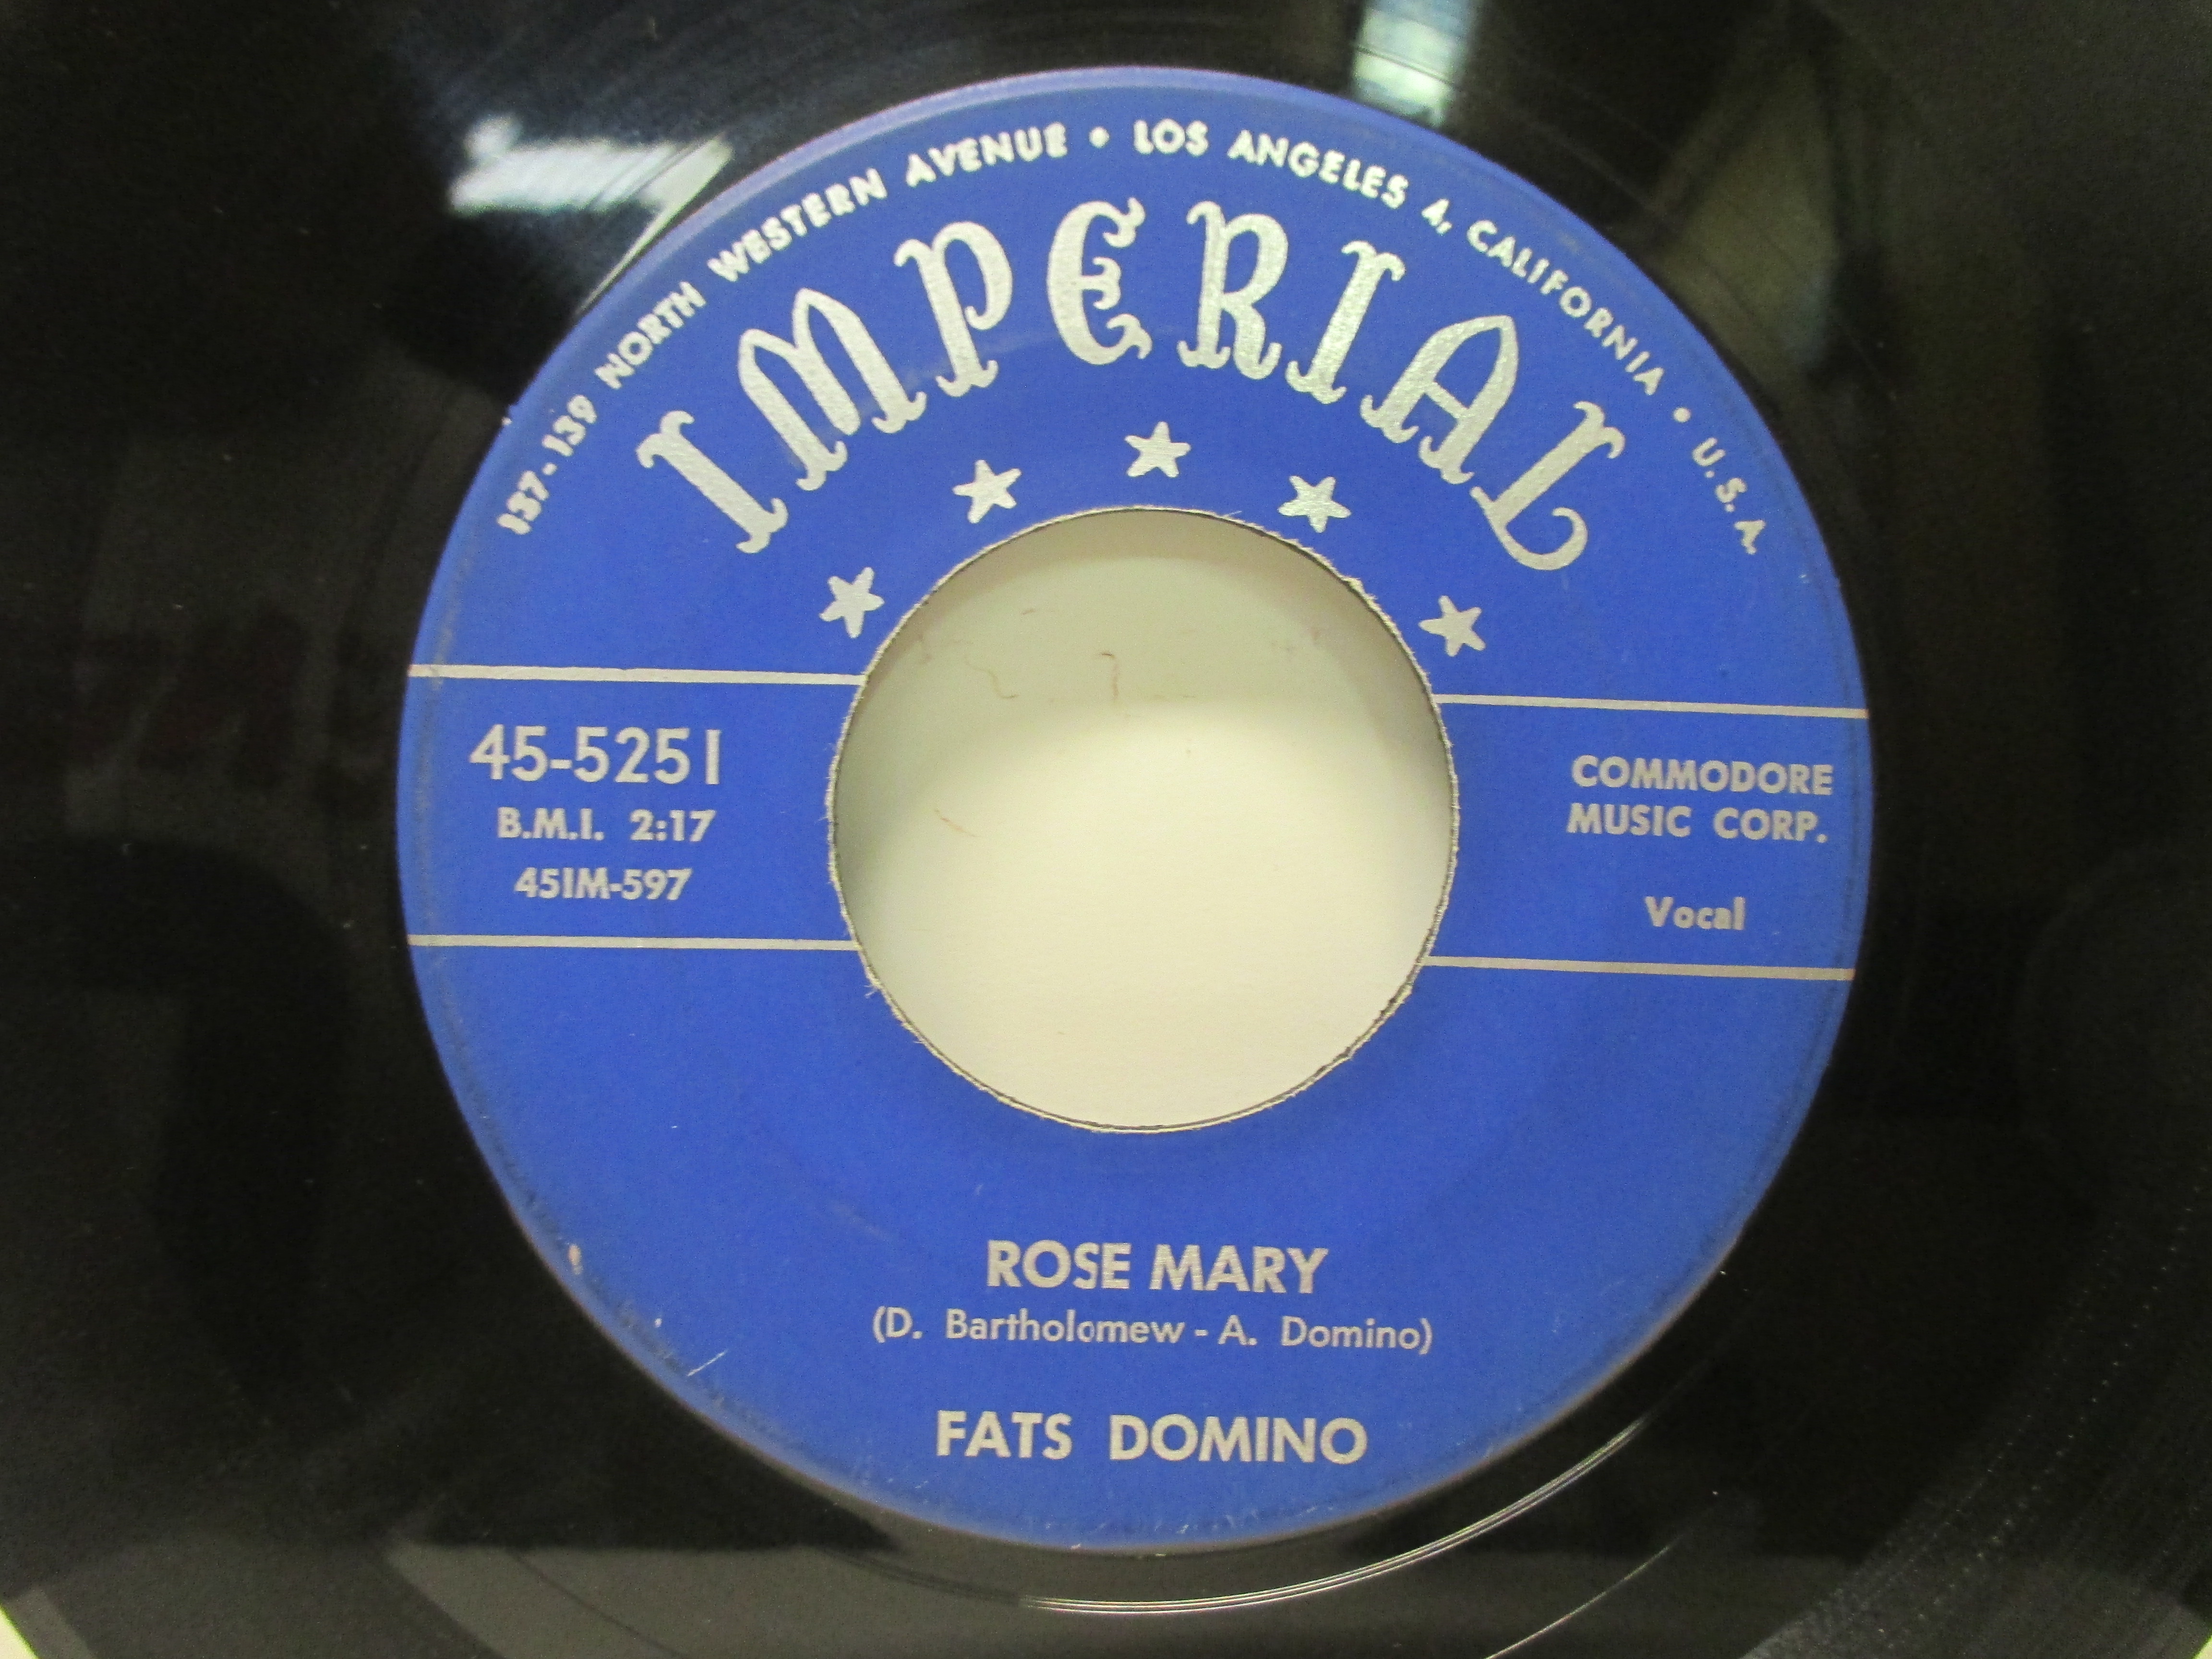 137-139 NORTH WESTERN AVENUE • LOS ANGELES 4, CALIFORNIA • U.S.A.
IMPERIAL
45-5251
B.M.I. 2:17
45IM-597
COMMODORE
MUSIC CORP.
Vocal
ROSE MARY
(D. Bartholomew - A. Domino)
FATS DOMINO